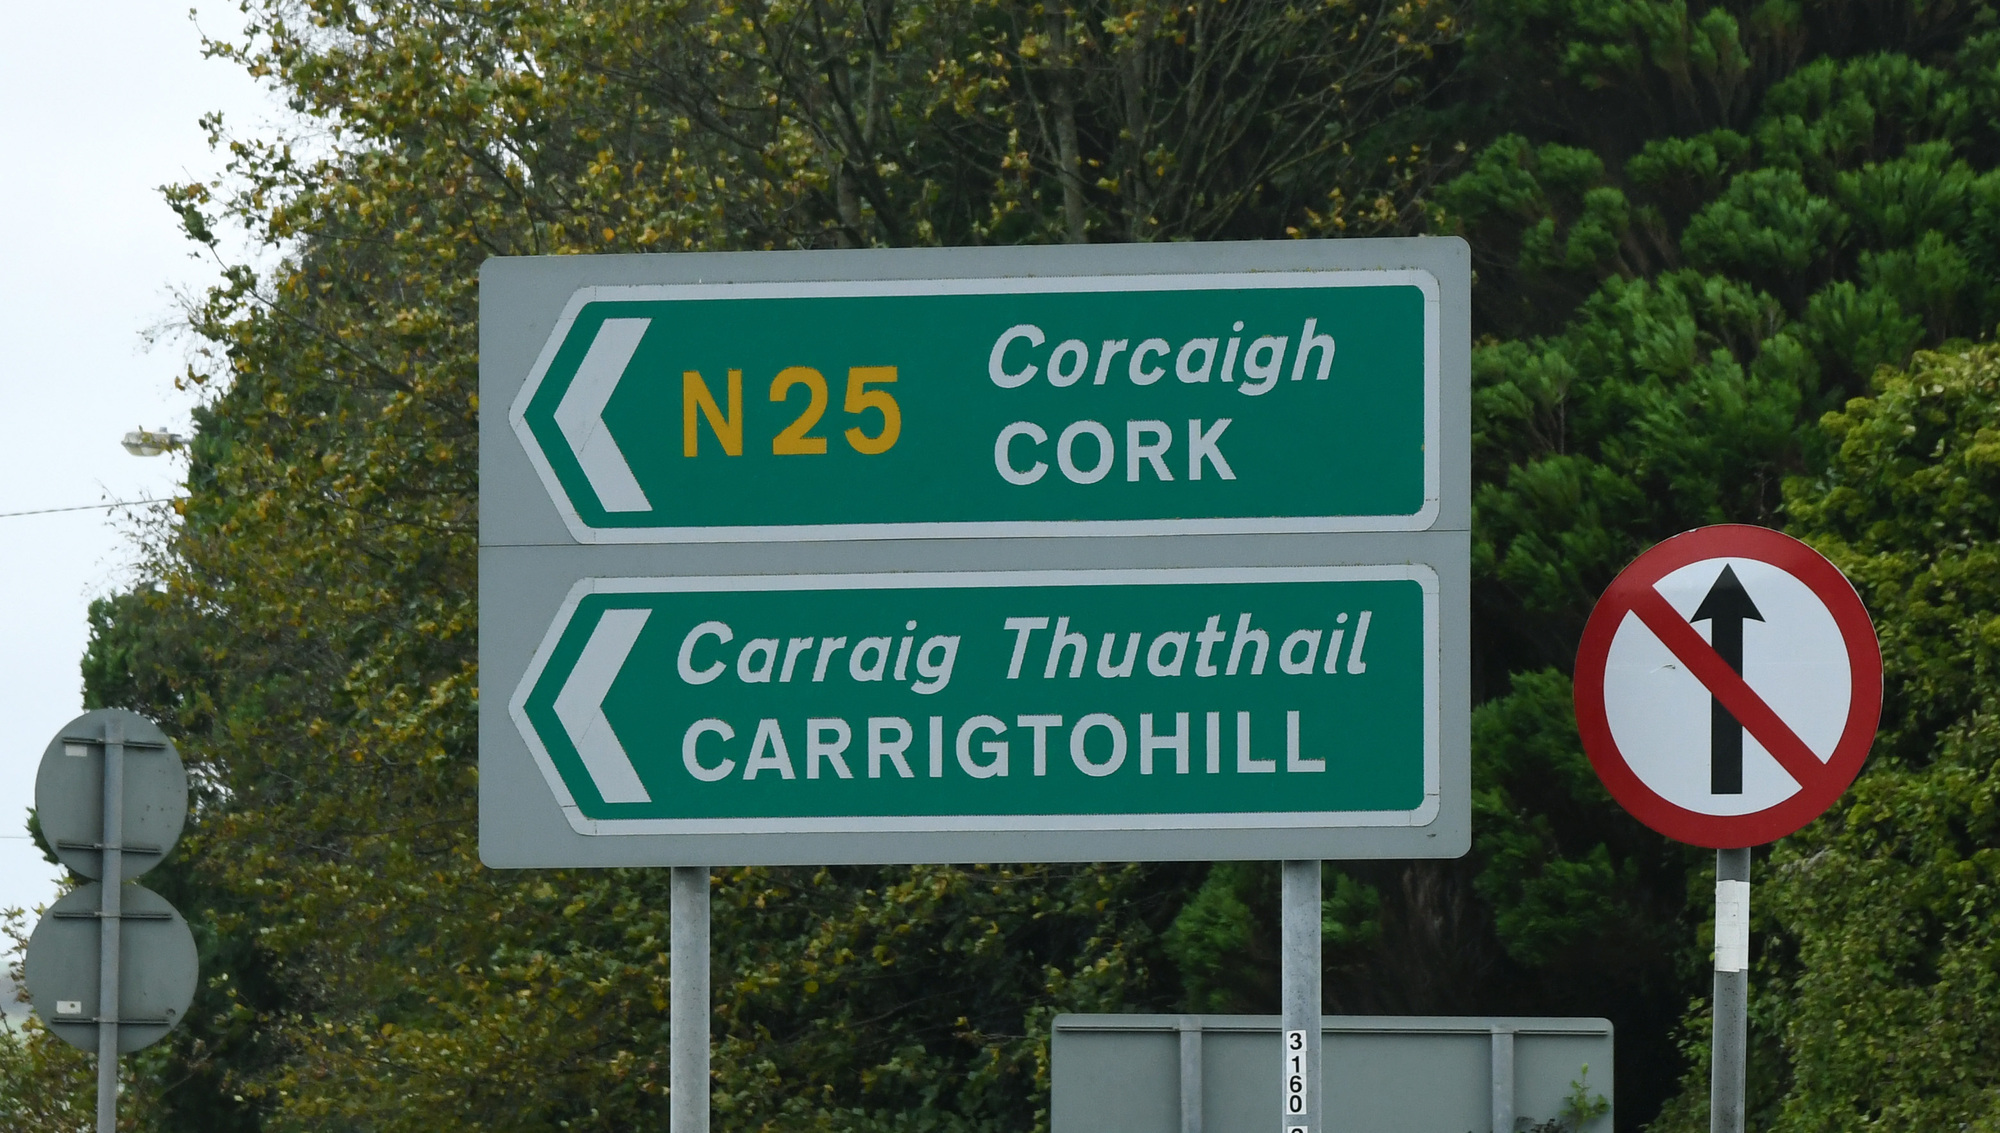 N25
Corcaigh
CORK
Carraig Thuathail
CARRIGTOHILL
3
1
6
0